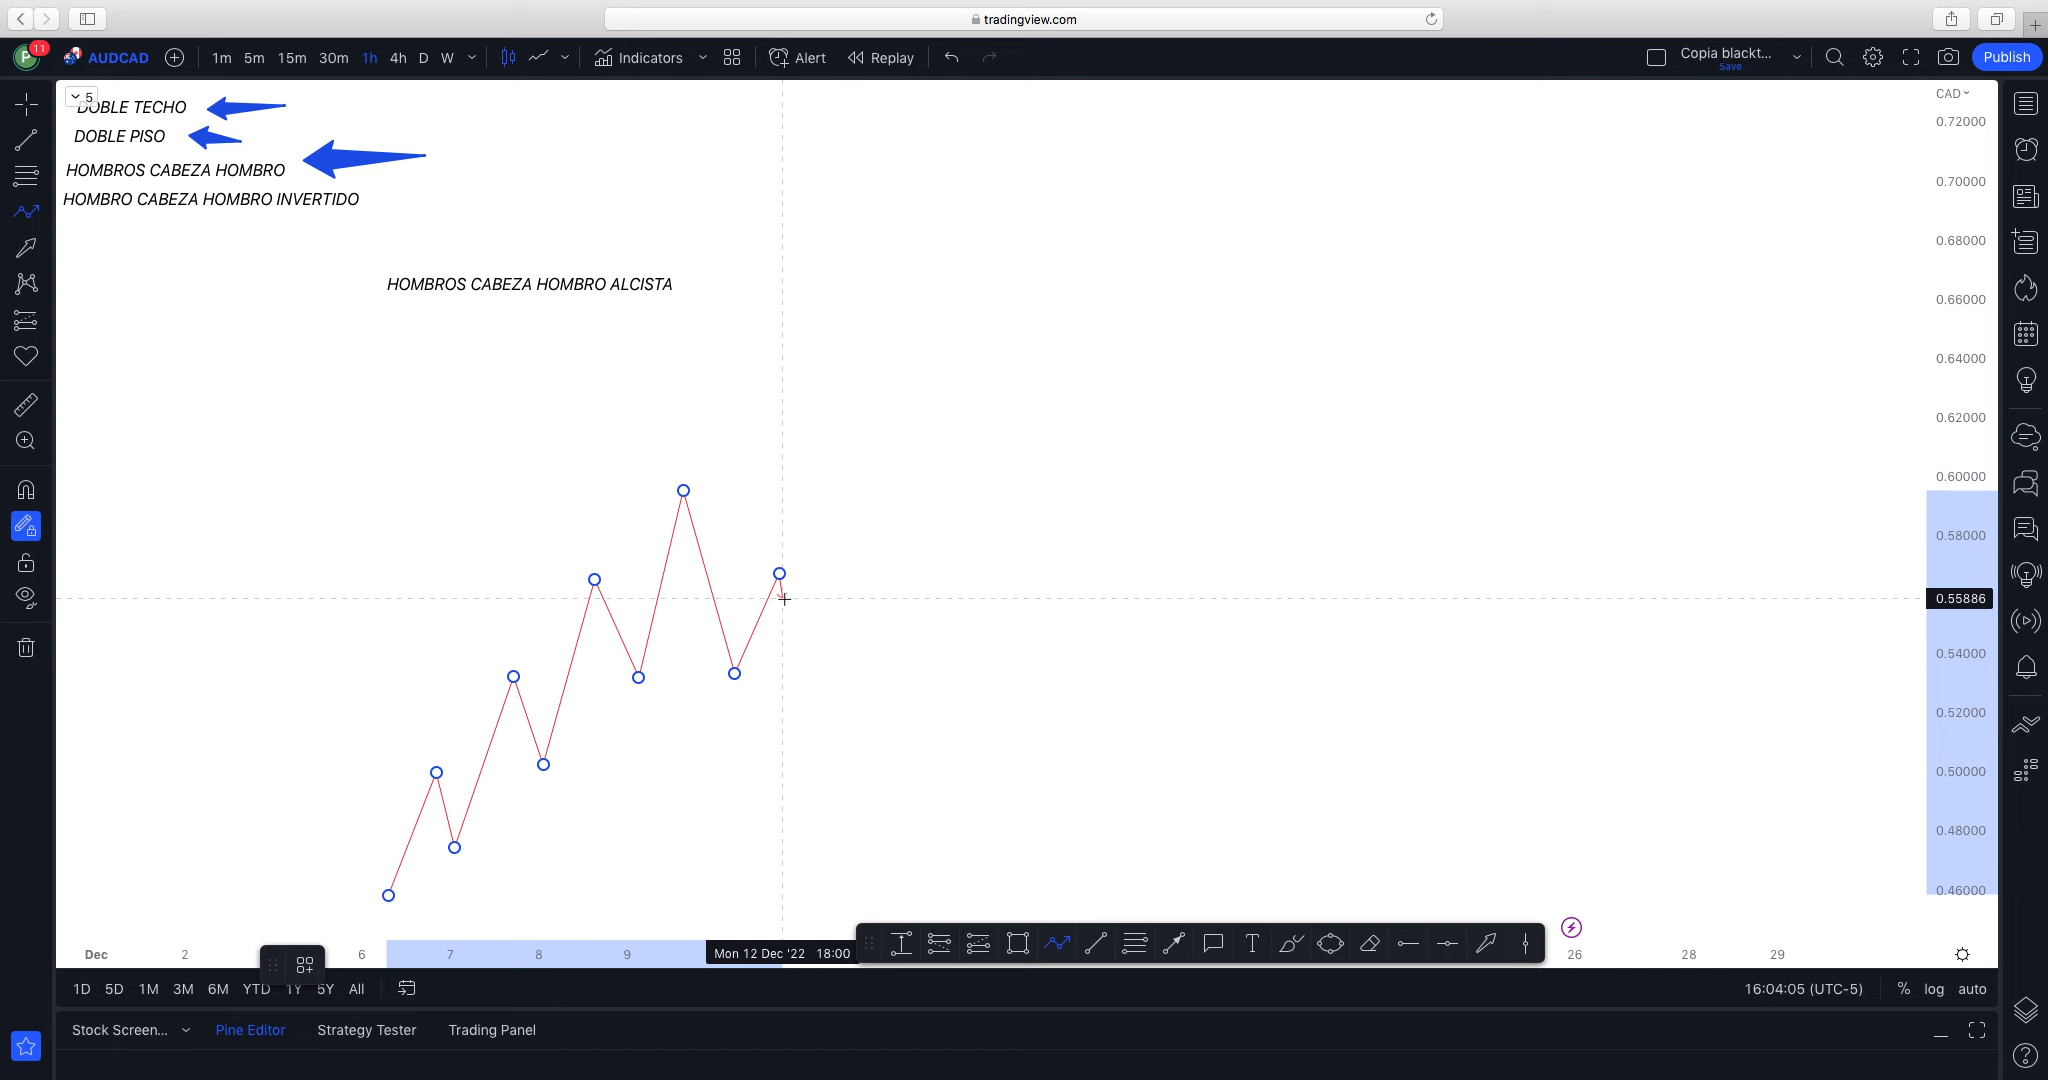 tradingview.com
P 11 AUDCAD 1m 5m 15m 30m 1h 4h D W Indicators Alert Replay Copia blackt... Save Publish
5 CAD
DOBLE TECHO
0.72000
DOBLE PISO
HOMBROS CABEZA HOMBRO
0.70000
HOMBRO CABEZA HOMBRO INVERTIDO
0.68000
HOMBROS CABEZA HOMBRO ALCISTA
0.66000
0.64000
0.62000
0.60000
0.58000
0.55886
0.54000
0.52000
0.50000
0.48000
0.46000
Dec 2 6 7 8 9 Mon 12 Dec '22 18:00 26 28 29
1D 5D 1M 3M 6M YTD 1Y 5Y All 16:04:05 (UTC-5) % log auto
Stock Screen... Pine Editor Strategy Tester Trading Panel